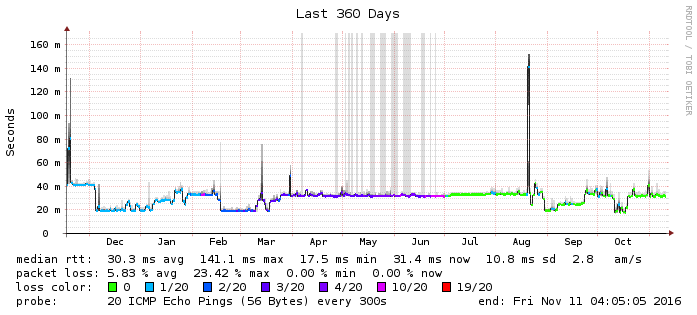 Last 360 Days
RRDTOOL / TOBI OETIKER
Seconds
160 m
140 m
120 m
100 m
80 m
60 m
40 m
20 m
0
Dec Jan Feb Mar Apr May Jun Jul Aug Sep Oct
median rtt: 30.3 ms avg 141.1 ms max 17.5 ms min 31.4 ms now 10.8 ms sd 2.8 am/s
packet loss: 5.83 % avg 23.42 % max 0.00 % min 0.00 % now
loss color: 0 1/20 2/20 3/20 4/20 10/20 19/20
probe: 20 ICMP Echo Pings (56 Bytes) every 300s end: Fri Nov 11 04:05:05 2016